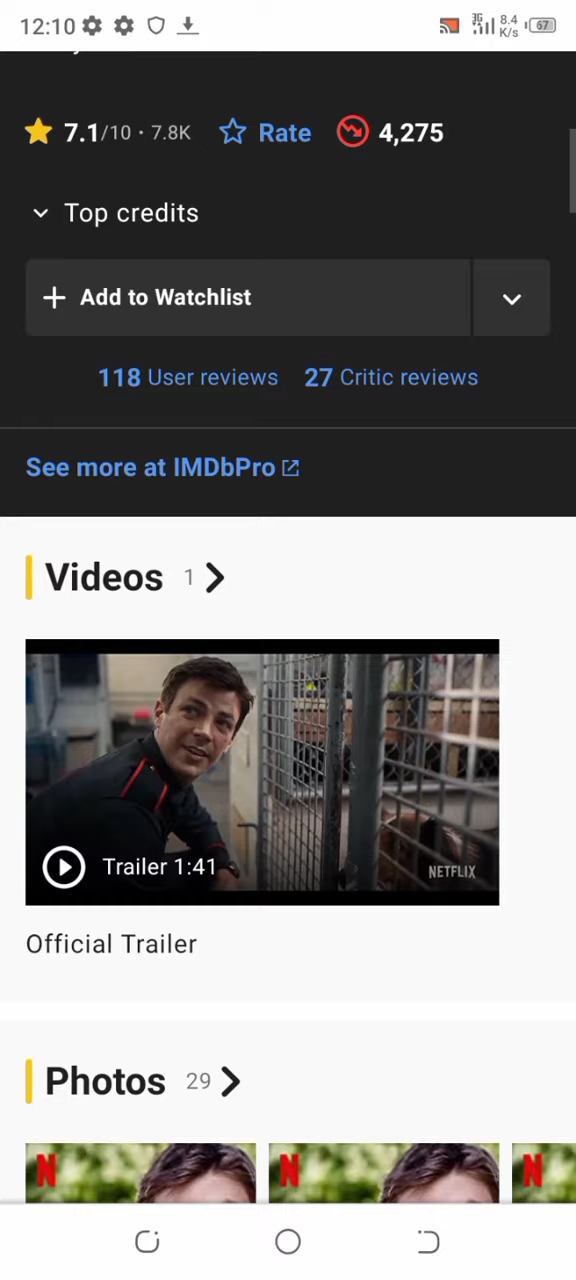 12:10 3G 8.4 K/s 67
7.1/10 · 7.8K Rate 4,275
Top credits
+ Add to Watchlist
118 User reviews 27 Critic reviews
See more at IMDbPro
Videos 1
Trailer 1:41 NETFLIX
Official Trailer
Photos 29
N N N